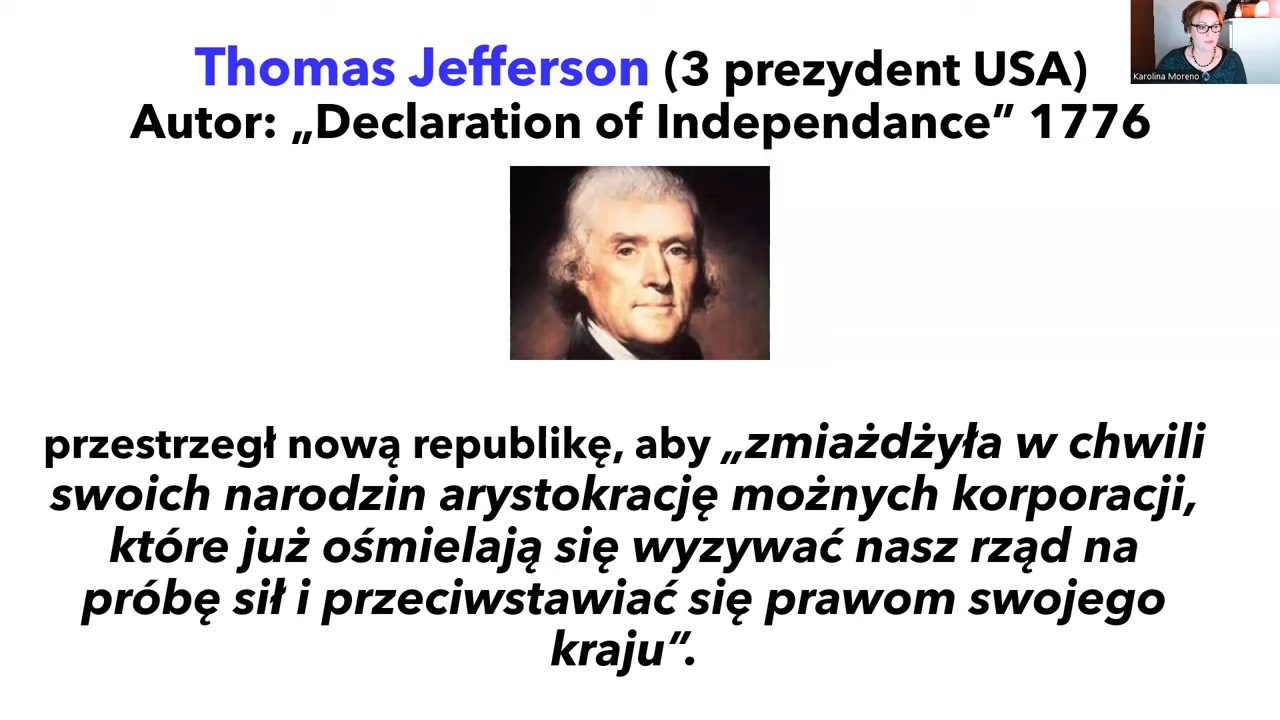 Thomas Jefferson (3 prezydent USA)
Autor: „Declaration of Independance” 1776
Karolina Moreno
przestrzegł nową republikę, aby „zmiażdżyła w chwili
swoich narodzin arystokrację możnych korporacji,
które już ośmielają się wyzywać nasz rząd na
próbę sił i przeciwstawiać się prawom swojego
kraju”.